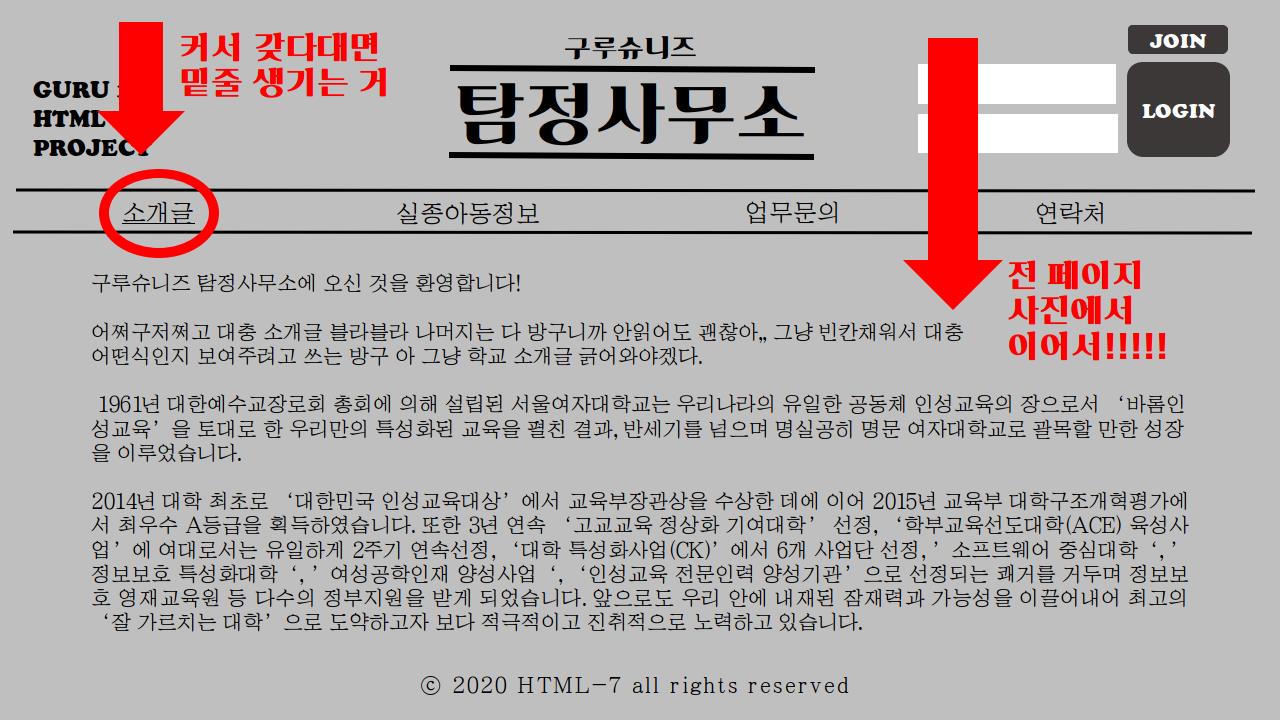 커서 갖다대면
밑줄 생기는 거
GURU
HTML
PROJECT
구루슈니즈
탐정사무소
JOIN
LOGIN
소개글 실종아동정보 업무문의 연락처
구루슈니즈 탐정사무소에 오신 것을 환영합니다!
어쩌구저쩌고 대충 소개글 블라블라 나머지는 다 방구니까 안읽어도 괜찮아,, 그냥 빈칸채워서 대충
어떤식인지 보여주려고 쓰는 방구 아 그냥 학교 소개글 긁어와야겠다.
전 페이지
사진에서
이어서!!!!!
1961년 대한예수교장로회 총회에 의해 설립된 서울여자대학교는 우리나라의 유일한 공동체 인성교육의 장으로서 ‘바롬인
성교육’을 토대로 한 우리만의 특성화된 교육을 펼친 결과, 반세기를 넘으며 명실공히 명문 여자대학교로 괄목할 만한 성장
을 이루었습니다.
2014년 대학 최초로 ‘대한민국 인성교육대상’에서 교육부장관상을 수상한 데에 이어 2015년 교육부 대학구조개혁평가에
서 최우수 A등급을 획득하였습니다. 또한 3년 연속 ‘고교교육 정상화 기여대학’ 선정, ‘학부교육선도대학(ACE) 육성사
업’에 여대로서는 유일하게 2주기 연속선정, ‘대학 특성화사업(CK)’에서 6개 사업단 선정,’ 소프트웨어 중심대학‘,’
정보보호 특성화대학‘,’여성공학인재 양성사업‘, ‘인성교육 전문인력 양성기관’으로 선정되는 쾌거를 거두며 정보보
호 영재교육원 등 다수의 정부지원을 받게 되었습니다. 앞으로도 우리 안에 내재된 잠재력과 가능성을 이끌어내어 최고의
‘잘 가르치는 대학’으로 도약하고자 보다 적극적이고 진취적으로 노력하고 있습니다.
ⓒ 2020 HTML-7 all rights reserved